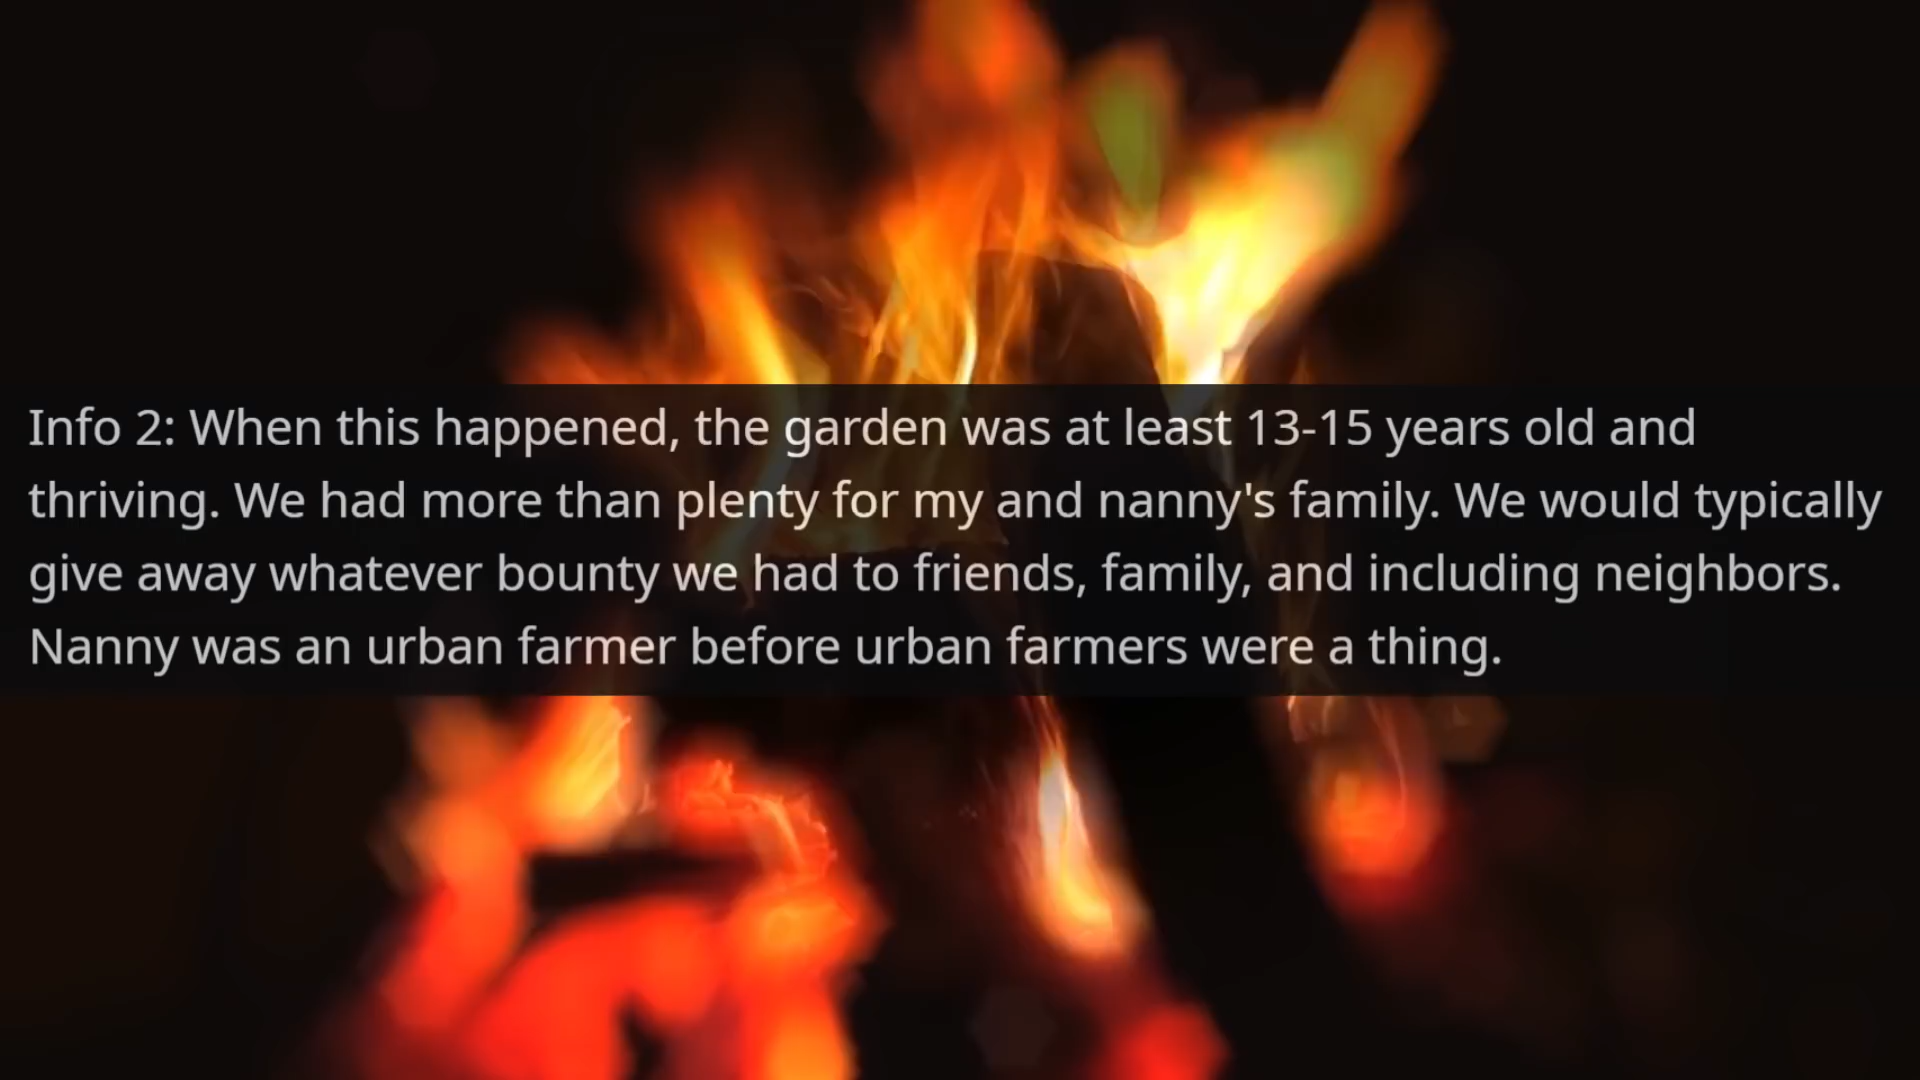 Info 2: When this happened, the garden was at least 13-15 years old and
thriving. We had more than plenty for my and nanny's family. We would typically
give away whatever bounty we had to friends, family, and including neighbors.
Nanny was an urban farmer before urban farmers were a thing.